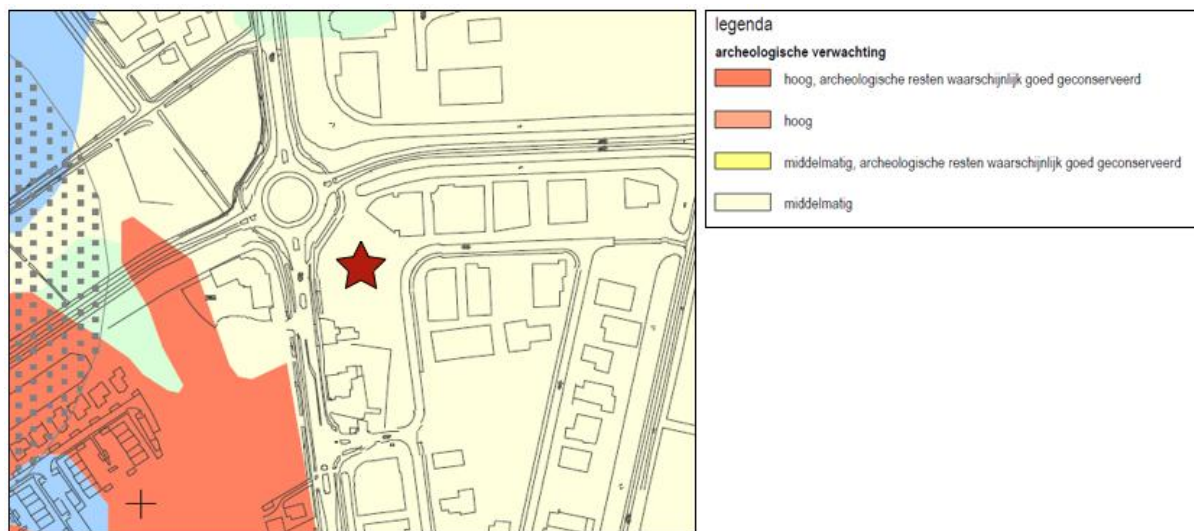 legenda
archeologische verwachting
hoog, archeologische resten waarschijnlijk goed geconserveerd
hoog
middelmatig, archeologische resten waarschijnlijk goed geconserveerd
middelmatig